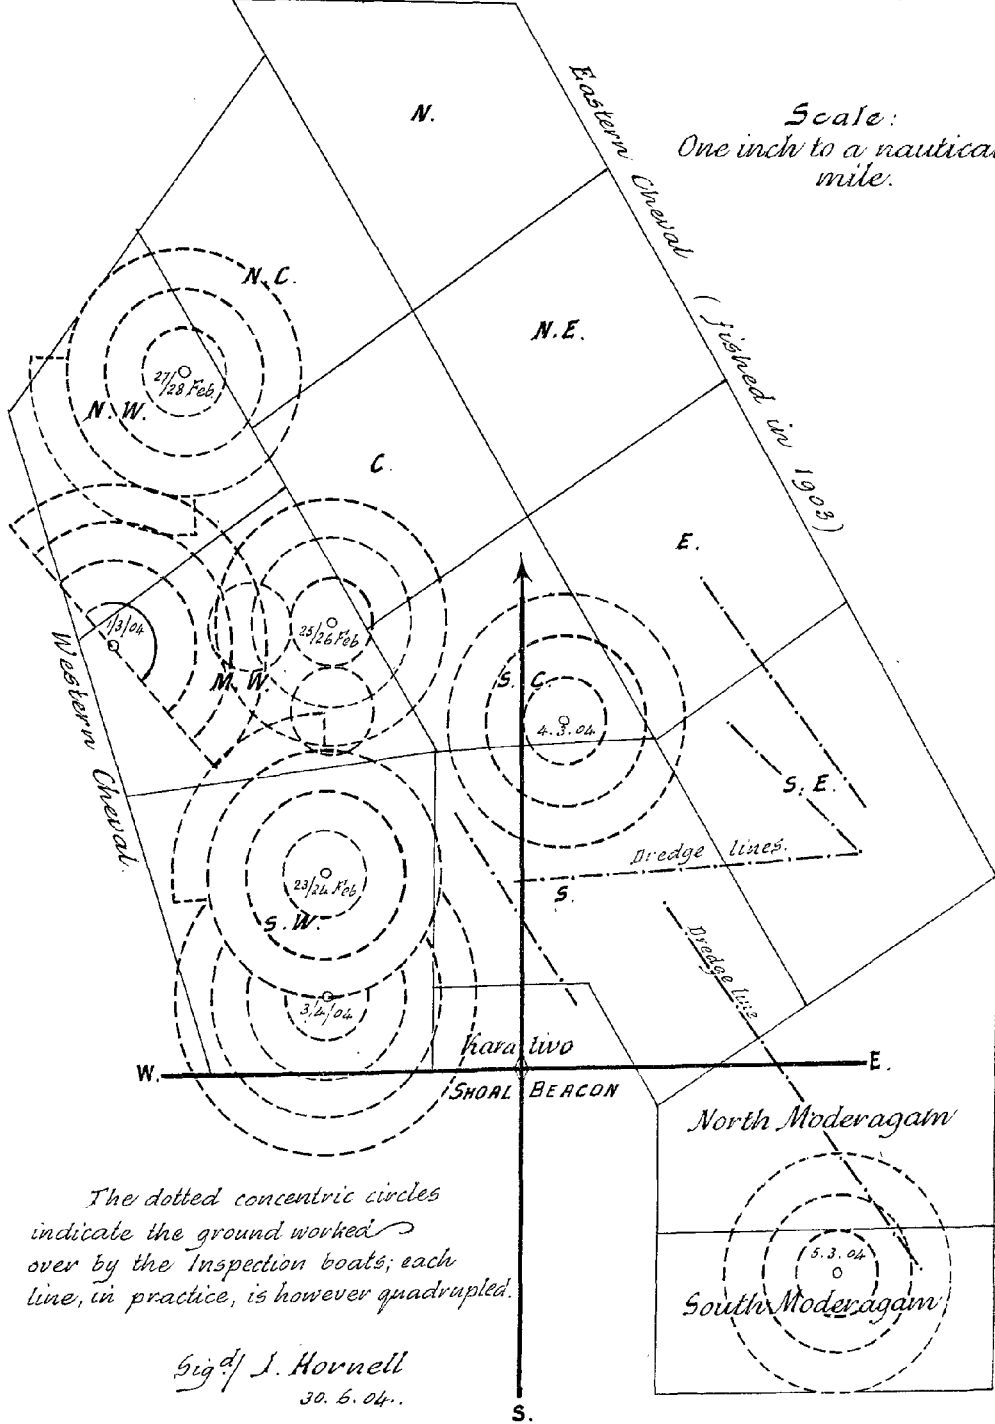 Scale:
One inch to a nautical
mile.
Eastern Cheval (fished in 1903)
N.
N.C.
N.E.
27/28 Feb.
N.W.
C.
E.
1/3/04
25/26 Feb
M.W.
S.C.
4.3.04
Western Cheval.
S.E.
Dredge lines.
S.
23/24 Feb
S.W.
Dredge line
3/4/04
Karativo
W.
E.
SHOAL BEACON
North Moderagam
5.3.04
South Moderagam
The dotted concentric circles
indicate the ground worked
over by the Inspection boats; each
line, in practice, is however quadrupled.
Sigd/ J. Hornell
30.6.04..
S.